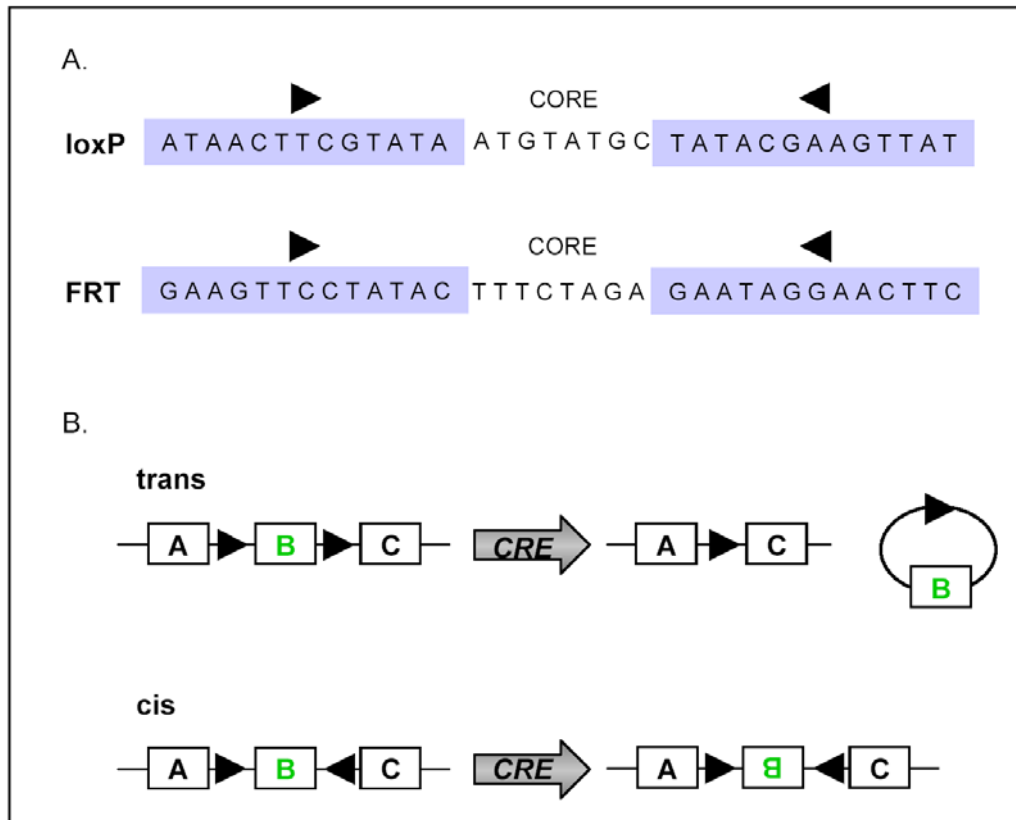 A.
CORE
loxP ATAACTTCGTATA ATGTATGC TATACGAAGTTAT
CORE
FRT GAAGTTCCTATAC TTTCTAGA GAATAGGAACTTC
B.
trans
A B C CRE A C B
cis
A B C CRE A B C